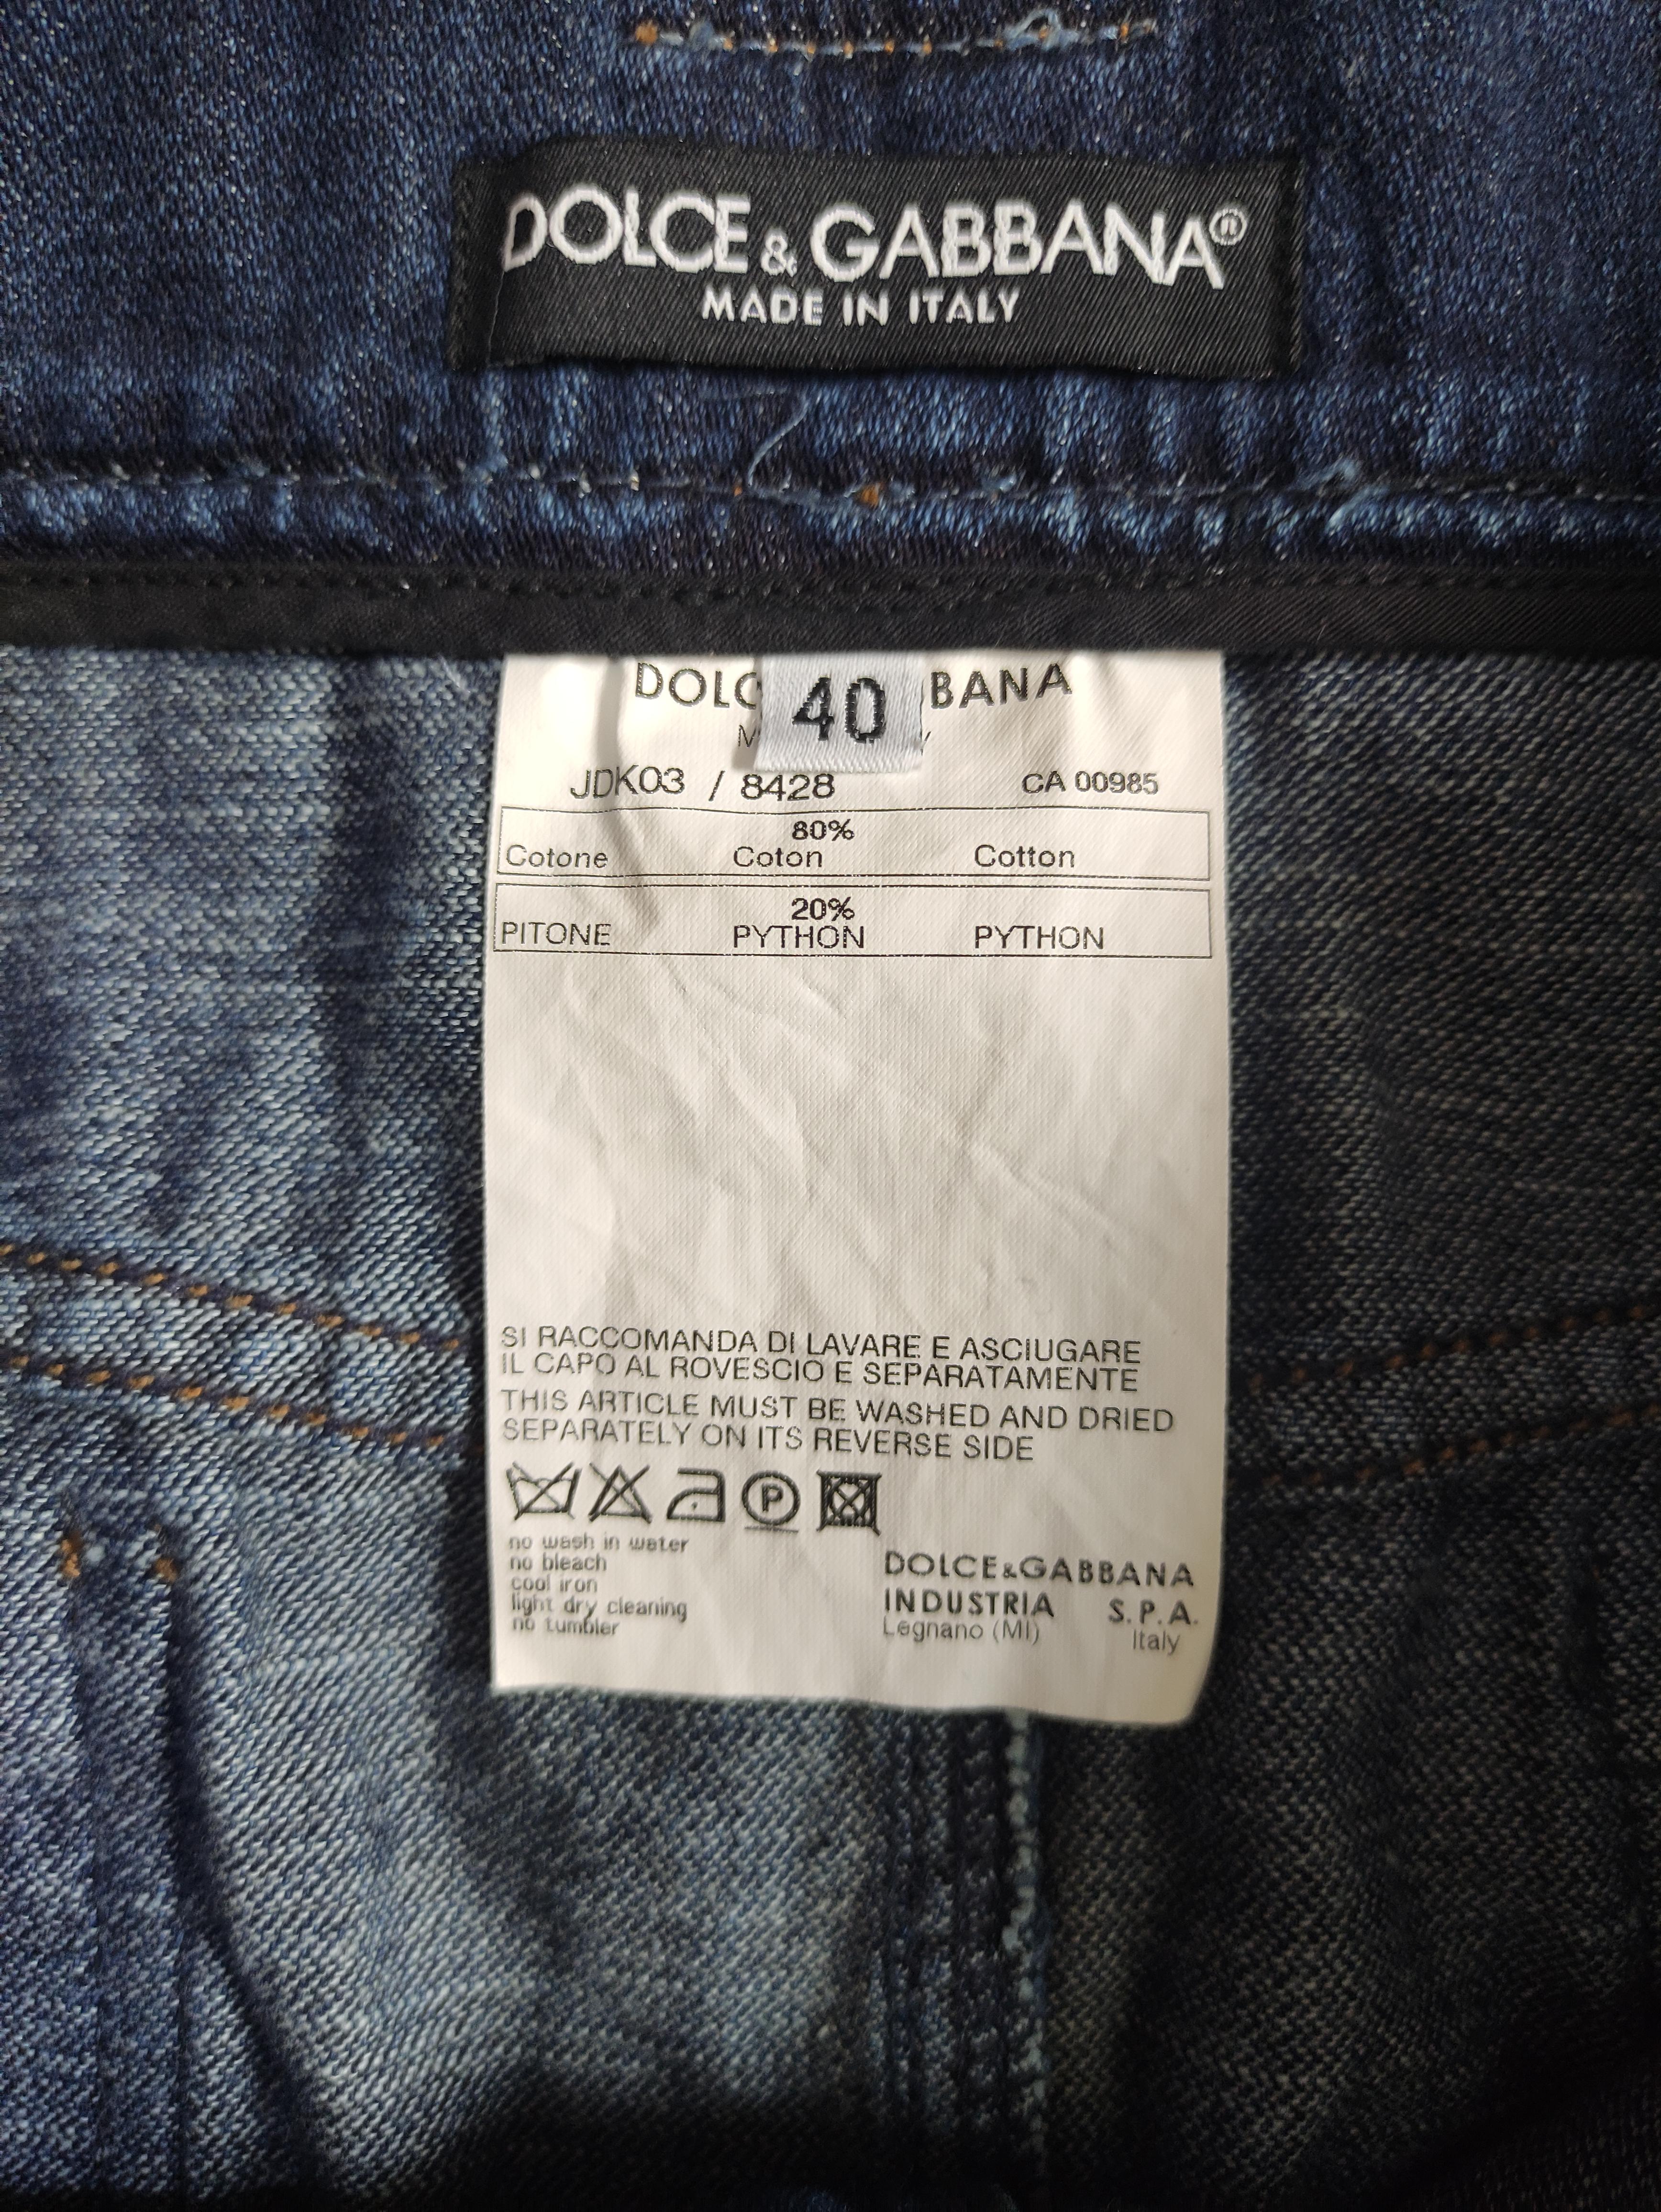 DOLCE&GABBANA®
MADE IN ITALY
40
JDK03 / 8428 CA 00985
80%
Cotone Coton Cotton
20%
PITONE PYTHON PYTHON
SI RACCOMANDA DI LAVARE E ASCIUGARE
IL CAPO AL ROVESCIO E SEPARATAMENTE
THIS ARTICLE MUST BE WASHED AND DRIED
SEPARATELY ON ITS REVERSE SIDE
P
no wash in water
no bleach
cool iron
light dry cleaning
no tumbler
DOLCE&GABBANA
INDUSTRIA S.P.A.
Legnano (MI)
Italy